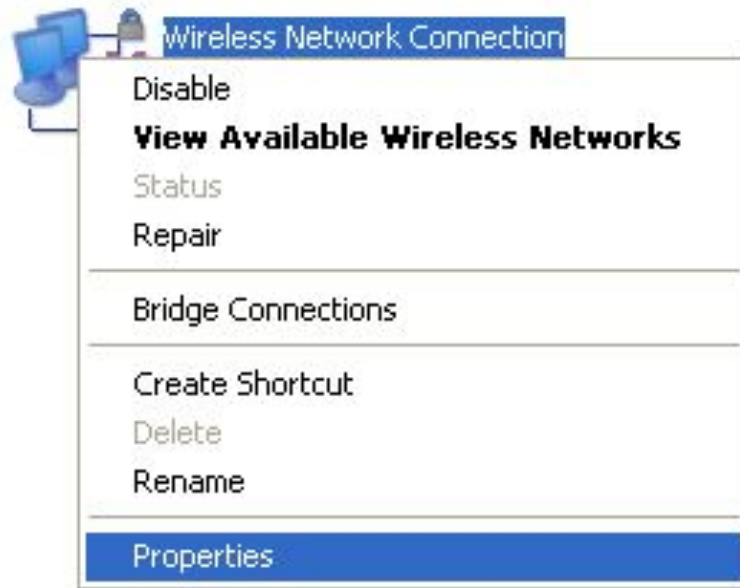 Wireless Network Connection
Disable
View Available Wireless Networks
Status
Repair
Bridge Connections
Create Shortcut
Delete
Rename
Properties